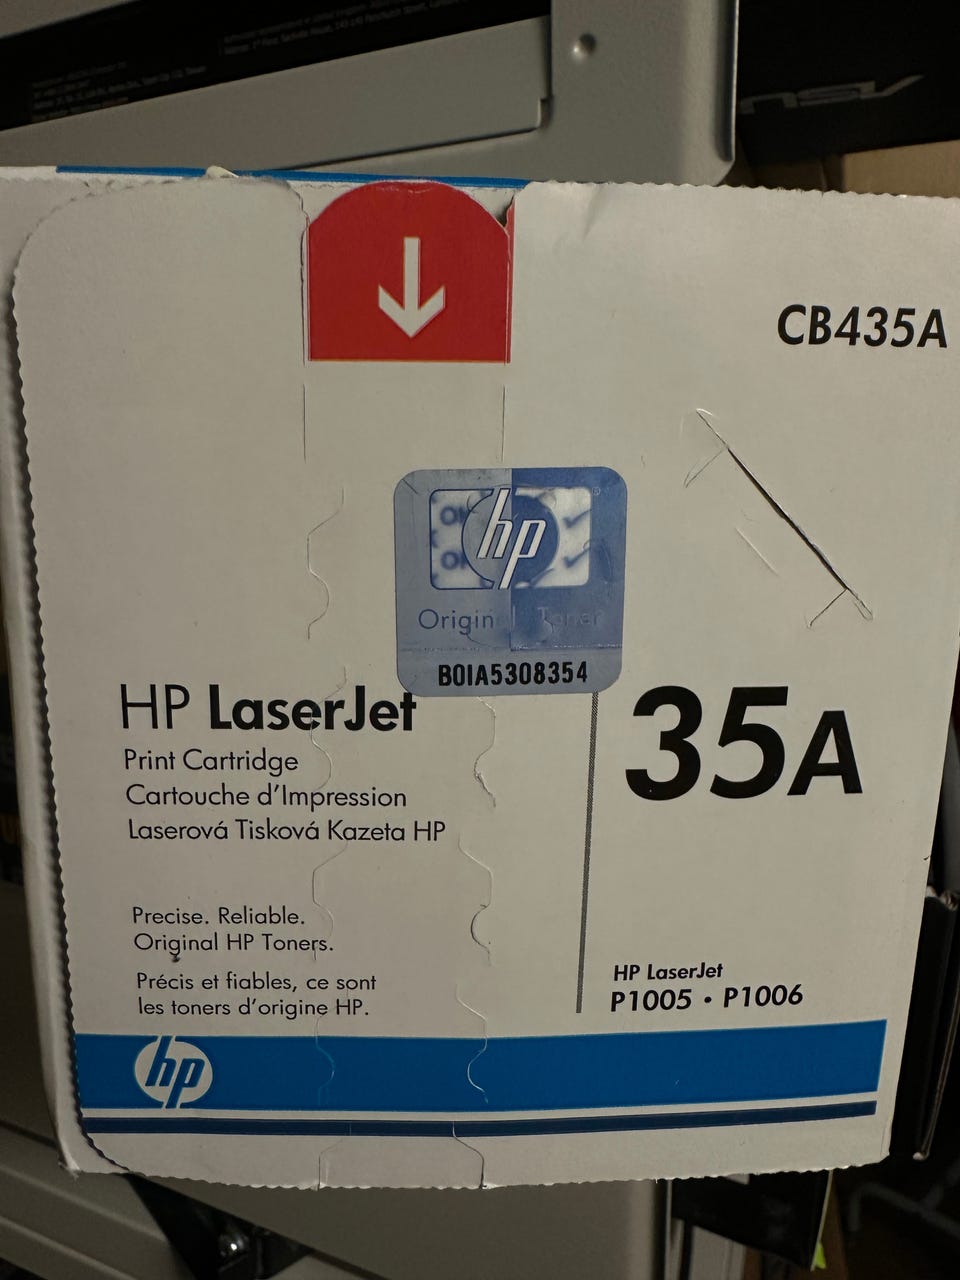 CB435A
hp
Original Toner
B01A5308354
HP LaserJet
Print Cartridge
Cartouche d'Impression
Laserová Tisková Kazeta HP
35A
Precise. Reliable.
Original HP Toners.
Précis et fiables, ce sont
les toners d'origine HP.
HP LaserJet
P1005 • P1006
hp